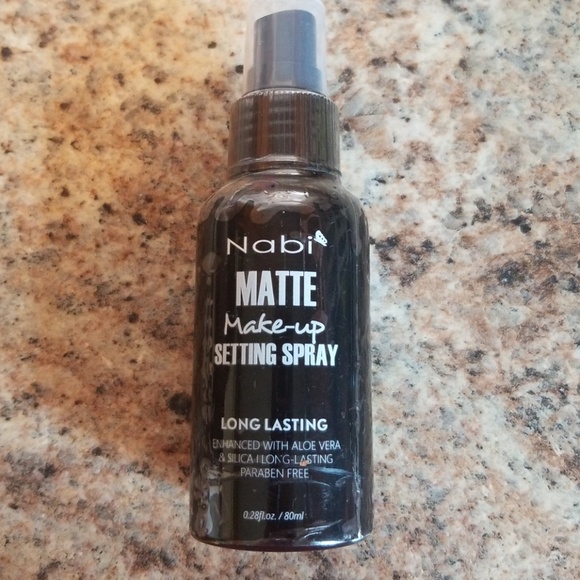 Nabi
MATTE
Make-up
SETTING SPRAY
LONG LASTING
ENHANCED WITH ALOE VERA
& SILICA I LONG-LASTING
PARABEN FREE
0.28fl.oz. / 80ml